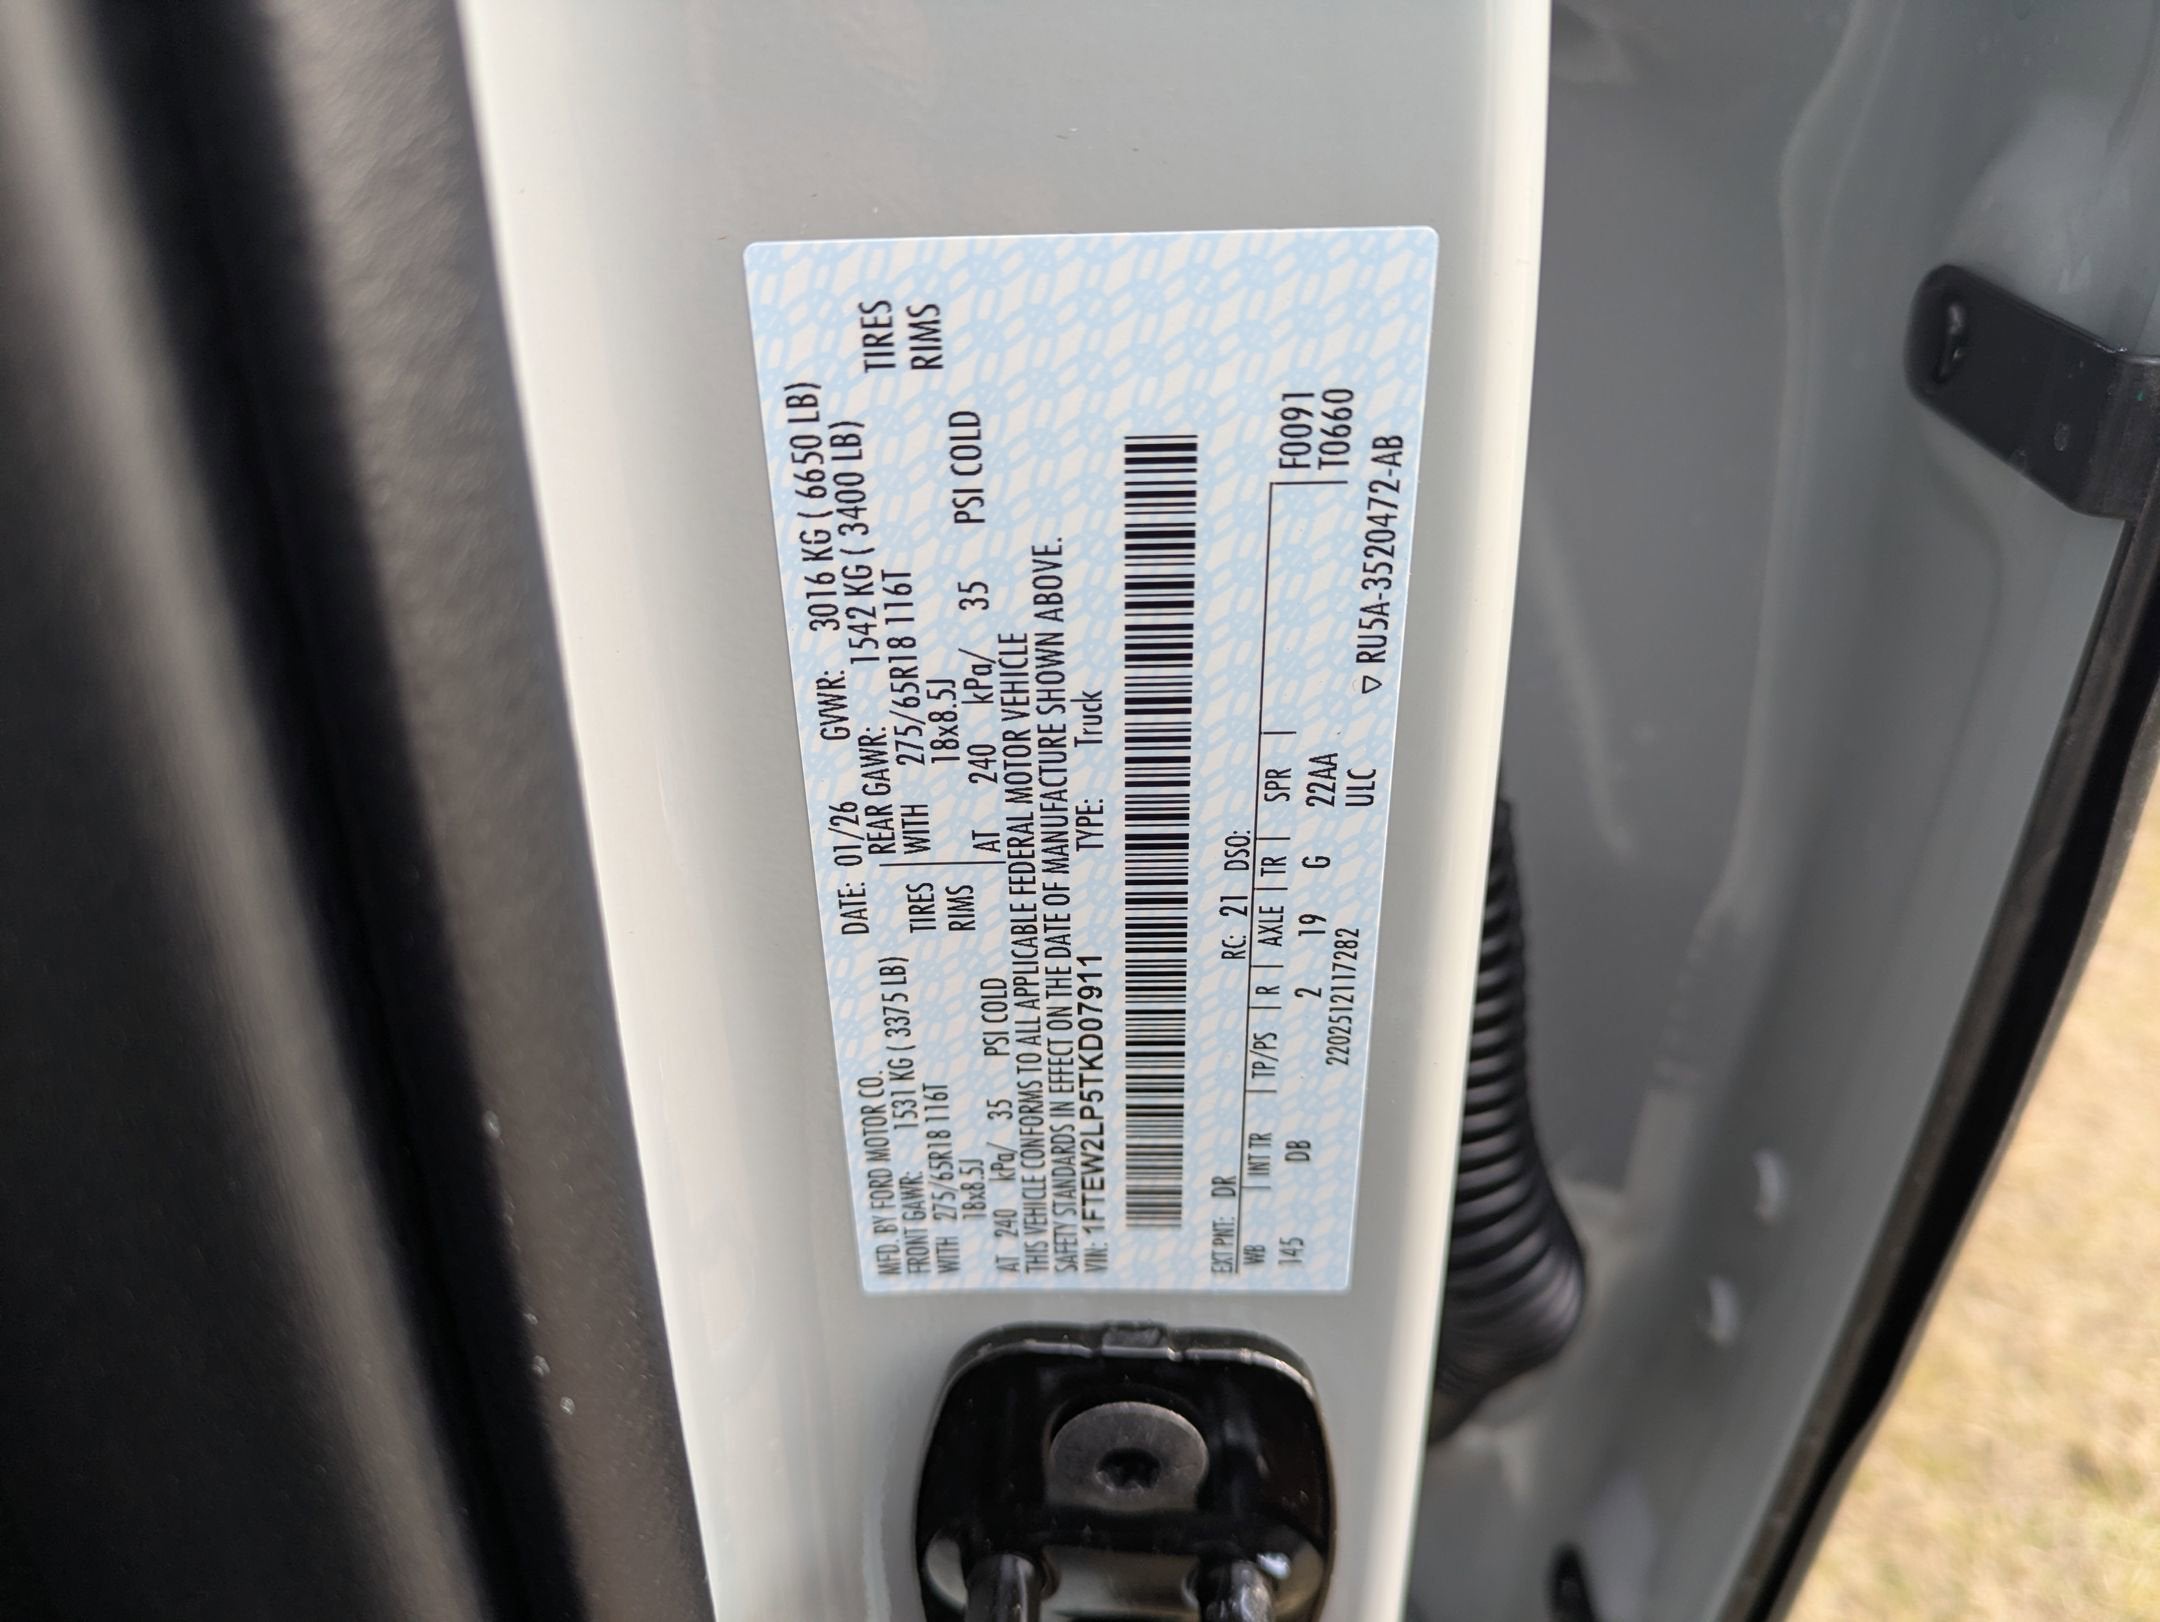 MFD. BY FORD MOTOR CO. DATE: 01/26 GVWR: 3016 KG ( 6650 LB)
FRONT GAWR: 1531 KG ( 3375 LB) REAR GAWR: 1542 KG ( 3400 LB)
WITH 275/65R18 116T TIRES WITH 275/65R18 116T TIRES
18x8.5J RIMS 18x8.5J RIMS
AT 240 kPa/ 35 PSI COLD AT 240 kPa/ 35 PSI COLD
THIS VEHICLE CONFORMS TO ALL APPLICABLE FEDERAL MOTOR VEHICLE
SAFETY STANDARDS IN EFFECT ON THE DATE OF MANUFACTURE SHOWN ABOVE.
VIN: 1FTEW2LP5TKD07911 TYPE: Truck
EXT PNT: DR RC: 21 DSO:
WB | INT TR | TP/PS | R | AXLE | TR | SPR | F0091
145 DB 2 19 G 22AA T0660
220251217282 ULC
▽ RU5A-3520472-AB